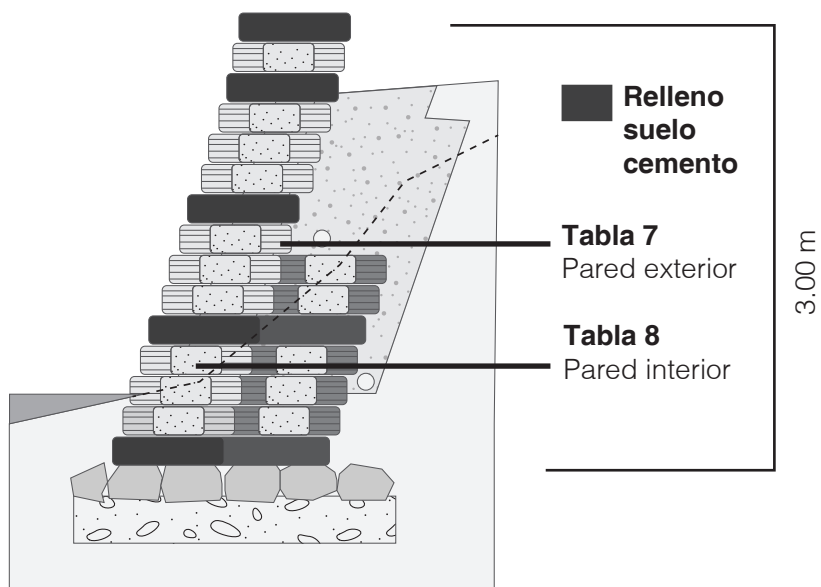 Relleno
suelo
cemento
Tabla 7
Pared exterior
Tabla 8
Pared interior
3.00 m